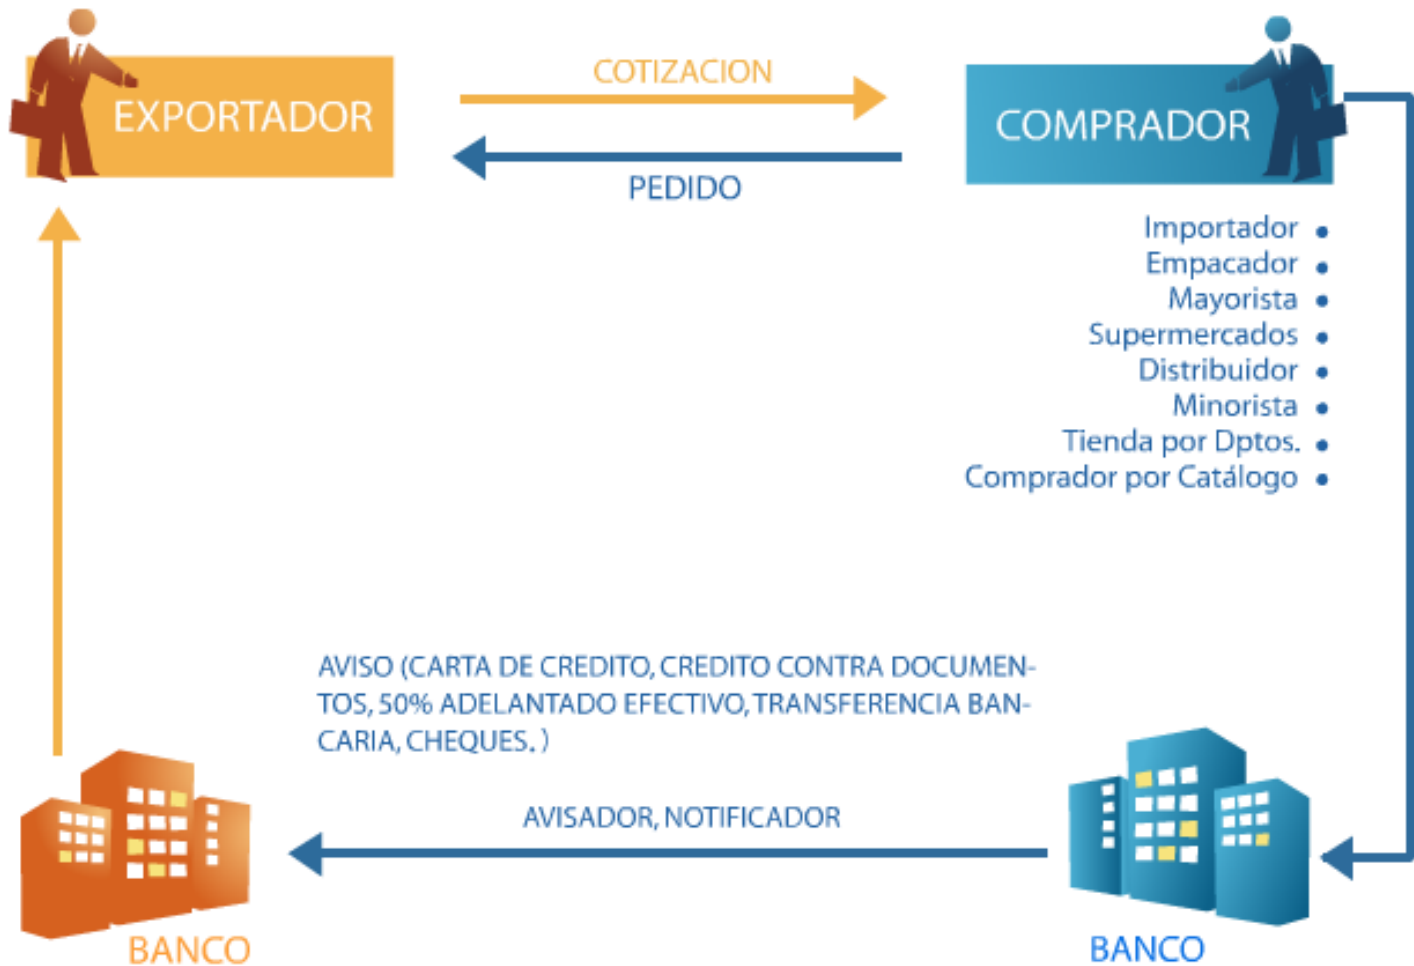 EXPORTADOR
COTIZACION
COMPRADOR
PEDIDO
Importador •
Empacador •
Mayorista •
Supermercados •
Distribuidor •
Minorista •
Tienda por Dptos. •
Comprador por Catálogo •
AVISO (CARTA DE CREDITO, CREDITO CONTRA DOCUMEN-
TOS, 50% ADELANTADO EFECTIVO, TRANSFERENCIA BAN-
CARIA, CHEQUES. )
AVISADOR, NOTIFICADOR
BANCO
BANCO